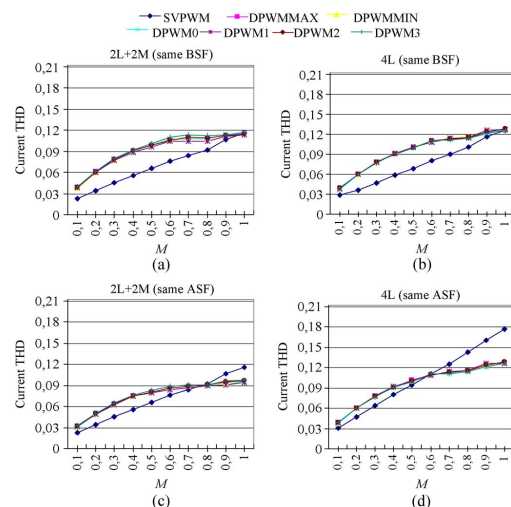 SVPWM DPWMMAX DPWMMIN
DPWM0 DPWM1 DPWM2 DPWM3
2L+2M (same BSF)
Current THD
0,21
0,18
0,15
0,12
0,09
0,06
0,03
0
0,1 0,2 0,3 0,4 0,5 0,6 0,7 0,8 0,9 1
M
(a)
4L (same BSF)
Current THD
0,21
0,18
0,15
0,12
0,09
0,06
0,03
0
0,1 0,2 0,3 0,4 0,5 0,6 0,7 0,8 0,9 1
M
(b)
2L+2M (same ASF)
Current THD
0,21
0,18
0,15
0,12
0,09
0,06
0,03
0
0,1 0,2 0,3 0,4 0,5 0,6 0,7 0,8 0,9 1
M
(c)
4L (same ASF)
Current THD
0,21
0,18
0,15
0,12
0,09
0,06
0,03
0
0,1 0,2 0,3 0,4 0,5 0,6 0,7 0,8 0,9 1
M
(d)